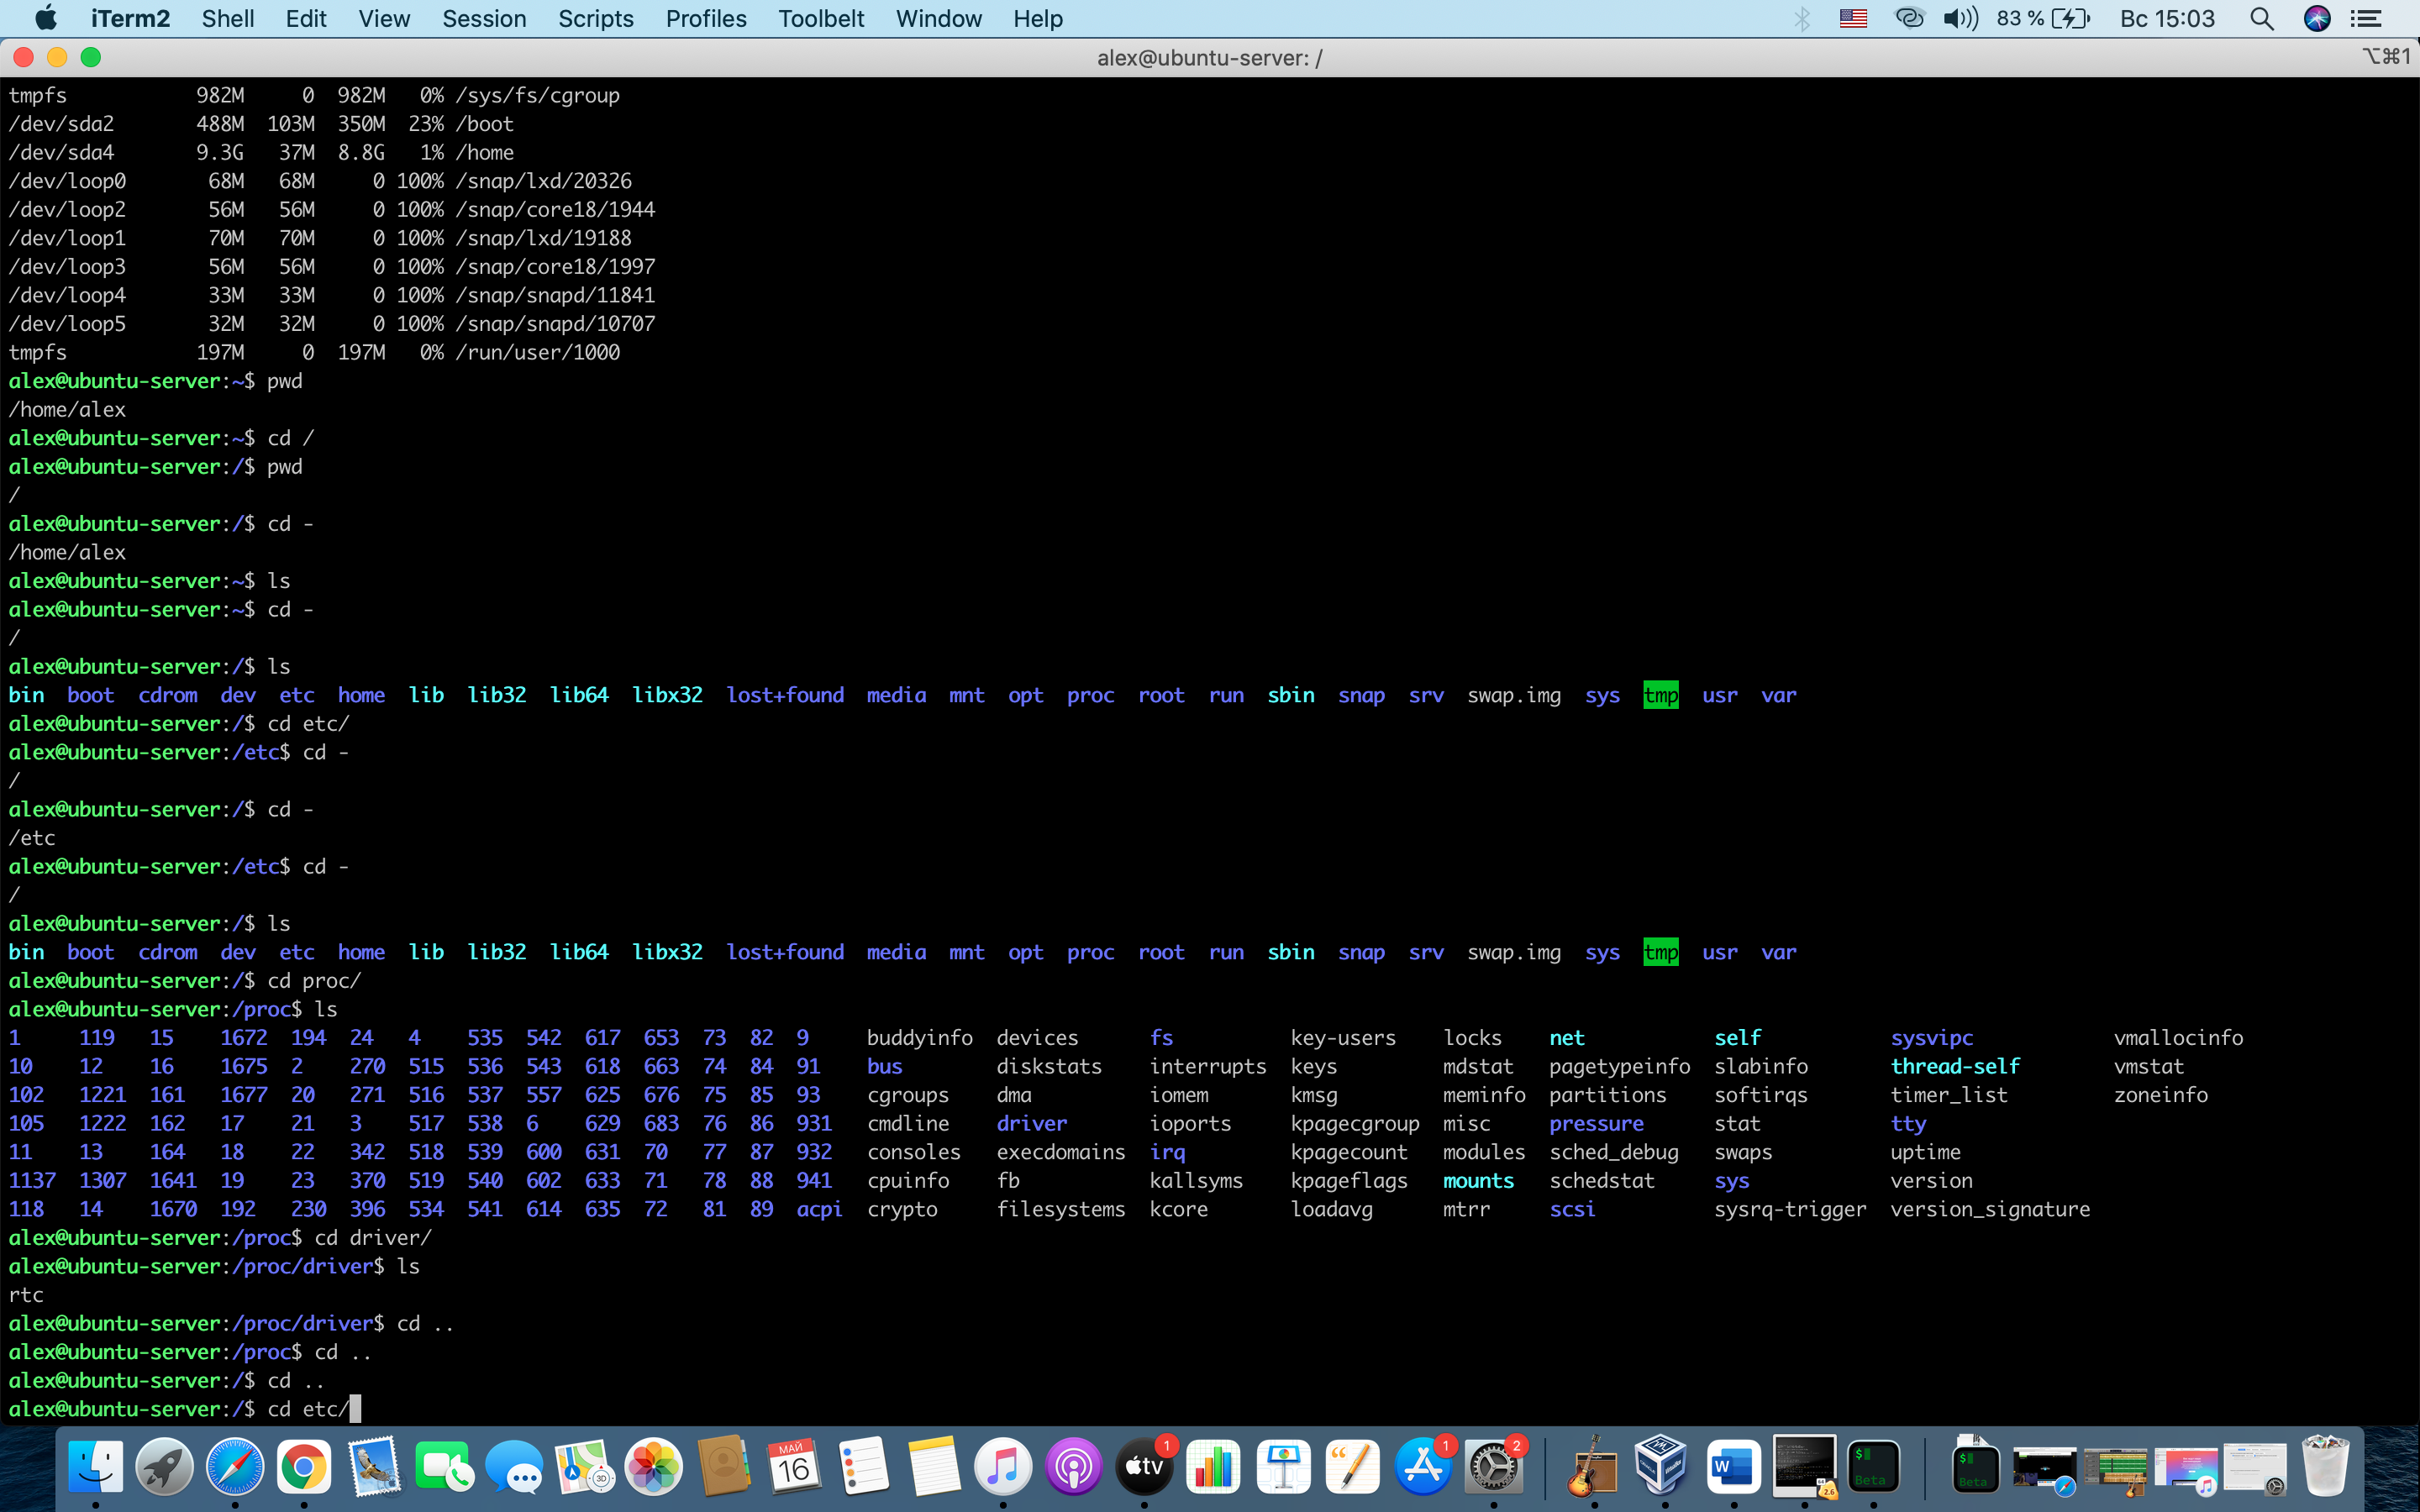 iTerm2 Shell Edit View Session Scripts Profiles Toolbelt Window Help 83 % Вс 15:03
alex@ubuntu-server: / ⌥⌘1
tmpfs 982M 0 982M 0% /sys/fs/cgroup
/dev/sda2 488M 103M 350M 23% /boot
/dev/sda4 9.3G 37M 8.8G 1% /home
/dev/loop0 68M 68M 0 100% /snap/lxd/20326
/dev/loop2 56M 56M 0 100% /snap/core18/1944
/dev/loop1 70M 70M 0 100% /snap/lxd/19188
/dev/loop3 56M 56M 0 100% /snap/core18/1997
/dev/loop4 33M 33M 0 100% /snap/snapd/11841
/dev/loop5 32M 32M 0 100% /snap/snapd/10707
tmpfs 197M 0 197M 0% /run/user/1000
alex@ubuntu-server:~$ pwd
/home/alex
alex@ubuntu-server:~$ cd /
alex@ubuntu-server:/$ pwd
/
alex@ubuntu-server:/$ cd -
/home/alex
alex@ubuntu-server:~$ ls
alex@ubuntu-server:~$ cd -
/
alex@ubuntu-server:/$ ls
bin boot cdrom dev etc home lib lib32 lib64 libx32 lost+found media mnt opt proc root run sbin snap srv swap.img sys tmp usr var
alex@ubuntu-server:/$ cd etc/
alex@ubuntu-server:/etc$ cd -
/
alex@ubuntu-server:/$ cd -
/etc
alex@ubuntu-server:/etc$ cd -
/
alex@ubuntu-server:/$ ls
bin boot cdrom dev etc home lib lib32 lib64 libx32 lost+found media mnt opt proc root run sbin snap srv swap.img sys tmp usr var
alex@ubuntu-server:/$ cd proc/
alex@ubuntu-server:/proc$ ls
1 119 15 1672 194 24 4 535 542 617 653 73 82 9 buddyinfo devices fs key-users locks net self sysvipc vmallocinfo
10 12 16 1675 2 270 515 536 543 618 663 74 84 91 bus diskstats interrupts keys mdstat pagetypeinfo slabinfo thread-self vmstat
102 1221 161 1677 20 271 516 537 557 625 676 75 85 93 cgroups dma iomem kmsg meminfo partitions softirqs timer_list zoneinfo
105 1222 162 17 21 3 517 538 6 629 683 76 86 931 cmdline driver ioports kpagecgroup misc pressure stat tty
11 13 164 18 22 342 518 539 600 631 70 77 87 932 consoles execdomains irq kpagecount modules sched_debug swaps uptime
1137 1307 1641 19 23 370 519 540 602 633 71 78 88 941 cpuinfo fb kallsyms kpageflags mounts schedstat sys version
118 14 1670 192 230 396 534 541 614 635 72 81 89 acpi crypto filesystems kcore loadavg mtrr scsi sysrq-trigger version_signature
alex@ubuntu-server:/proc$ cd driver/
alex@ubuntu-server:/proc/driver$ ls
rtc
alex@ubuntu-server:/proc/driver$ cd ..
alex@ubuntu-server:/proc$ cd ..
alex@ubuntu-server:/$ cd ..
alex@ubuntu-server:/$ cd etc/
3D МАЙ 16 1 tv 1 2 W 2.6 $ Beta $ Beta